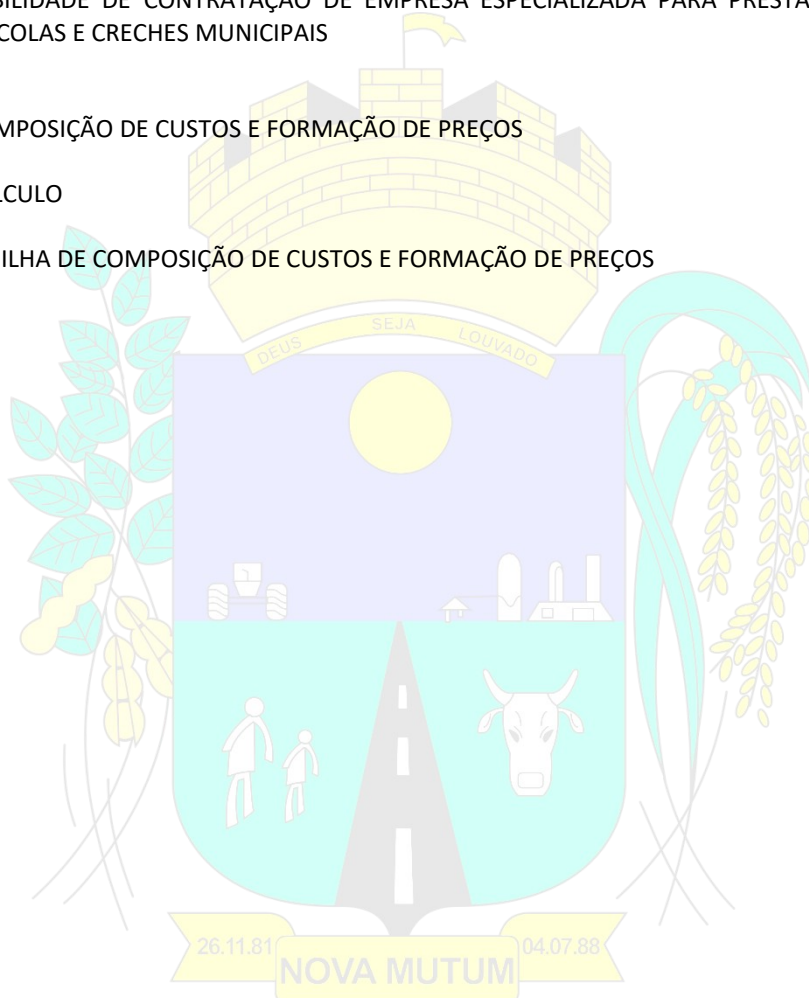 BILIDADE DE CONTRATAÇÃO DE EMPRESA ESPECIALIZADA PARA PRESTA
COLAS E CRECHES MUNICIPAIS
OMPOSIÇÃO DE CUSTOS E FORMAÇÃO DE PREÇOS
LCULO
ILHA DE COMPOSIÇÃO DE CUSTOS E FORMAÇÃO DE PREÇOS
DEUS SEJA LOUVADO
26.11.81 04.07.88
NOVA MUTUM